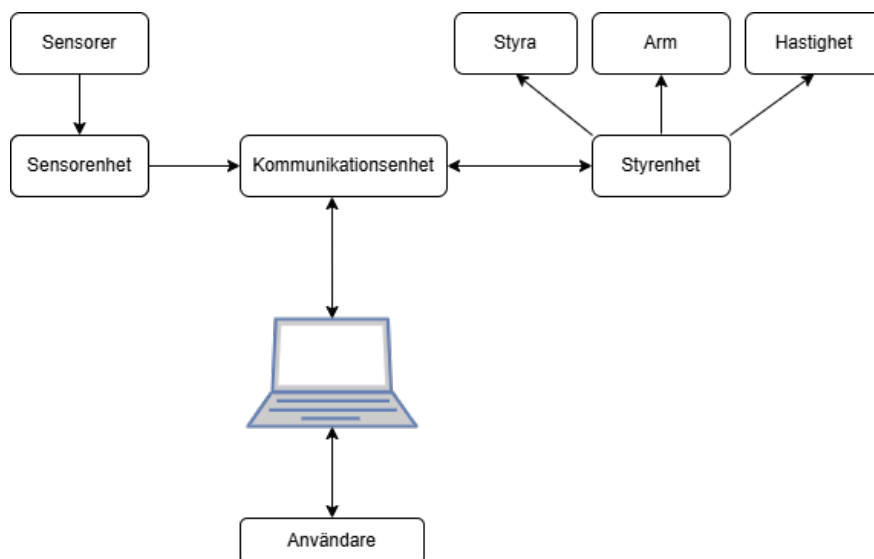 Sensorer
Styra
Arm
Hastighet
Sensorenhet
Kommunikationsenhet
Styrenhet
Användare